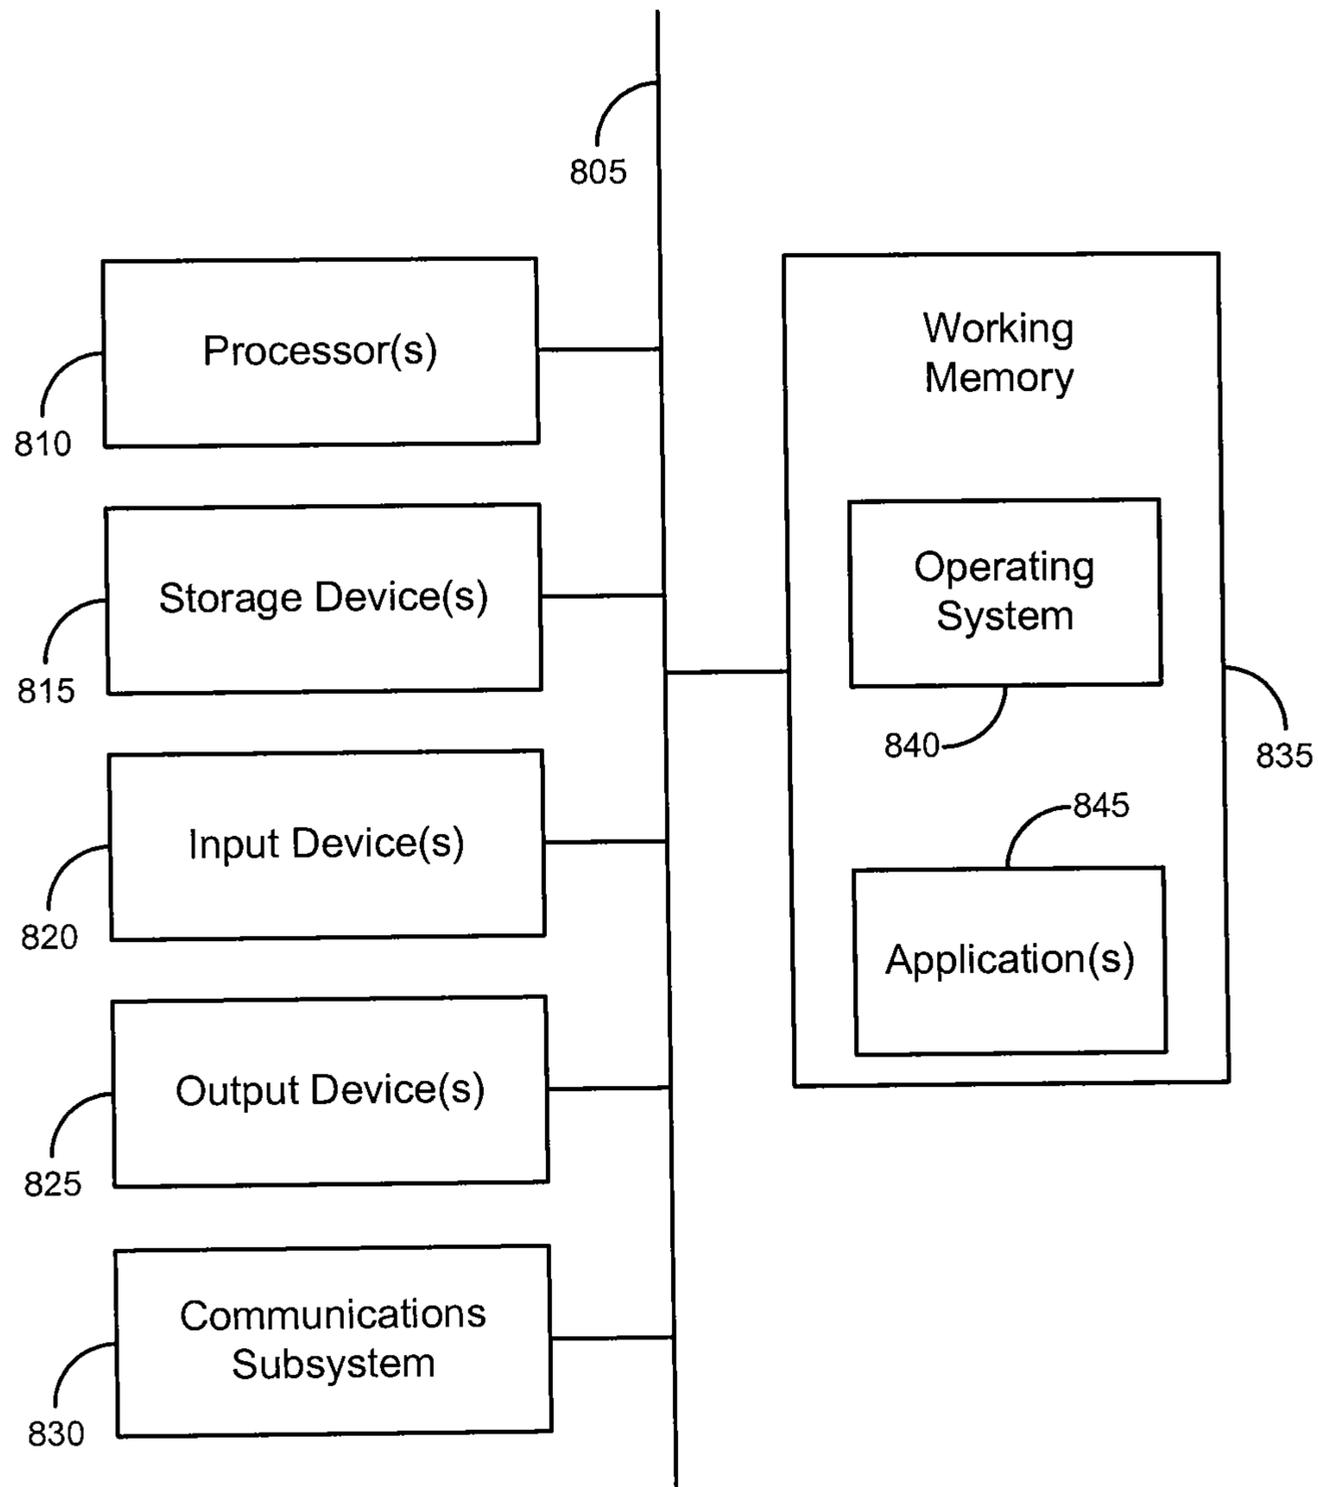 805
Processor(s)
810
Storage Device(s)
815
Input Device(s)
820
Output Device(s)
825
Communications
Subsystem
830
Working
Memory
Operating
System
840
835
845
Application(s)